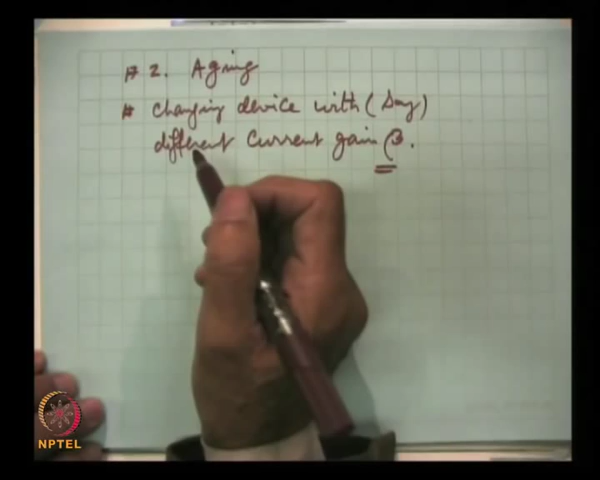 # 2. Aging
# Changing device with (Say)
different current gain β.
NPTEL